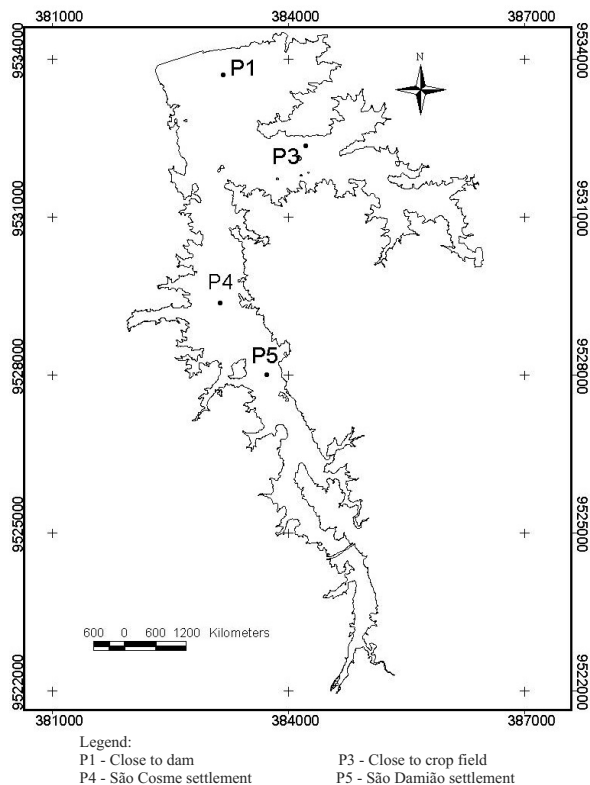 381000 384000 387000
9534000 9534000
N
P1
P3
9531000 9531000
P4
9528000 9528000
P5
9525000 9525000
600 0 600 1200 Kilometers
9522000 9522000
381000 384000 387000
Legend:
P1 - Close to dam P3 - Close to crop field
P4 - São Cosme settlement P5 - São Damião settlement